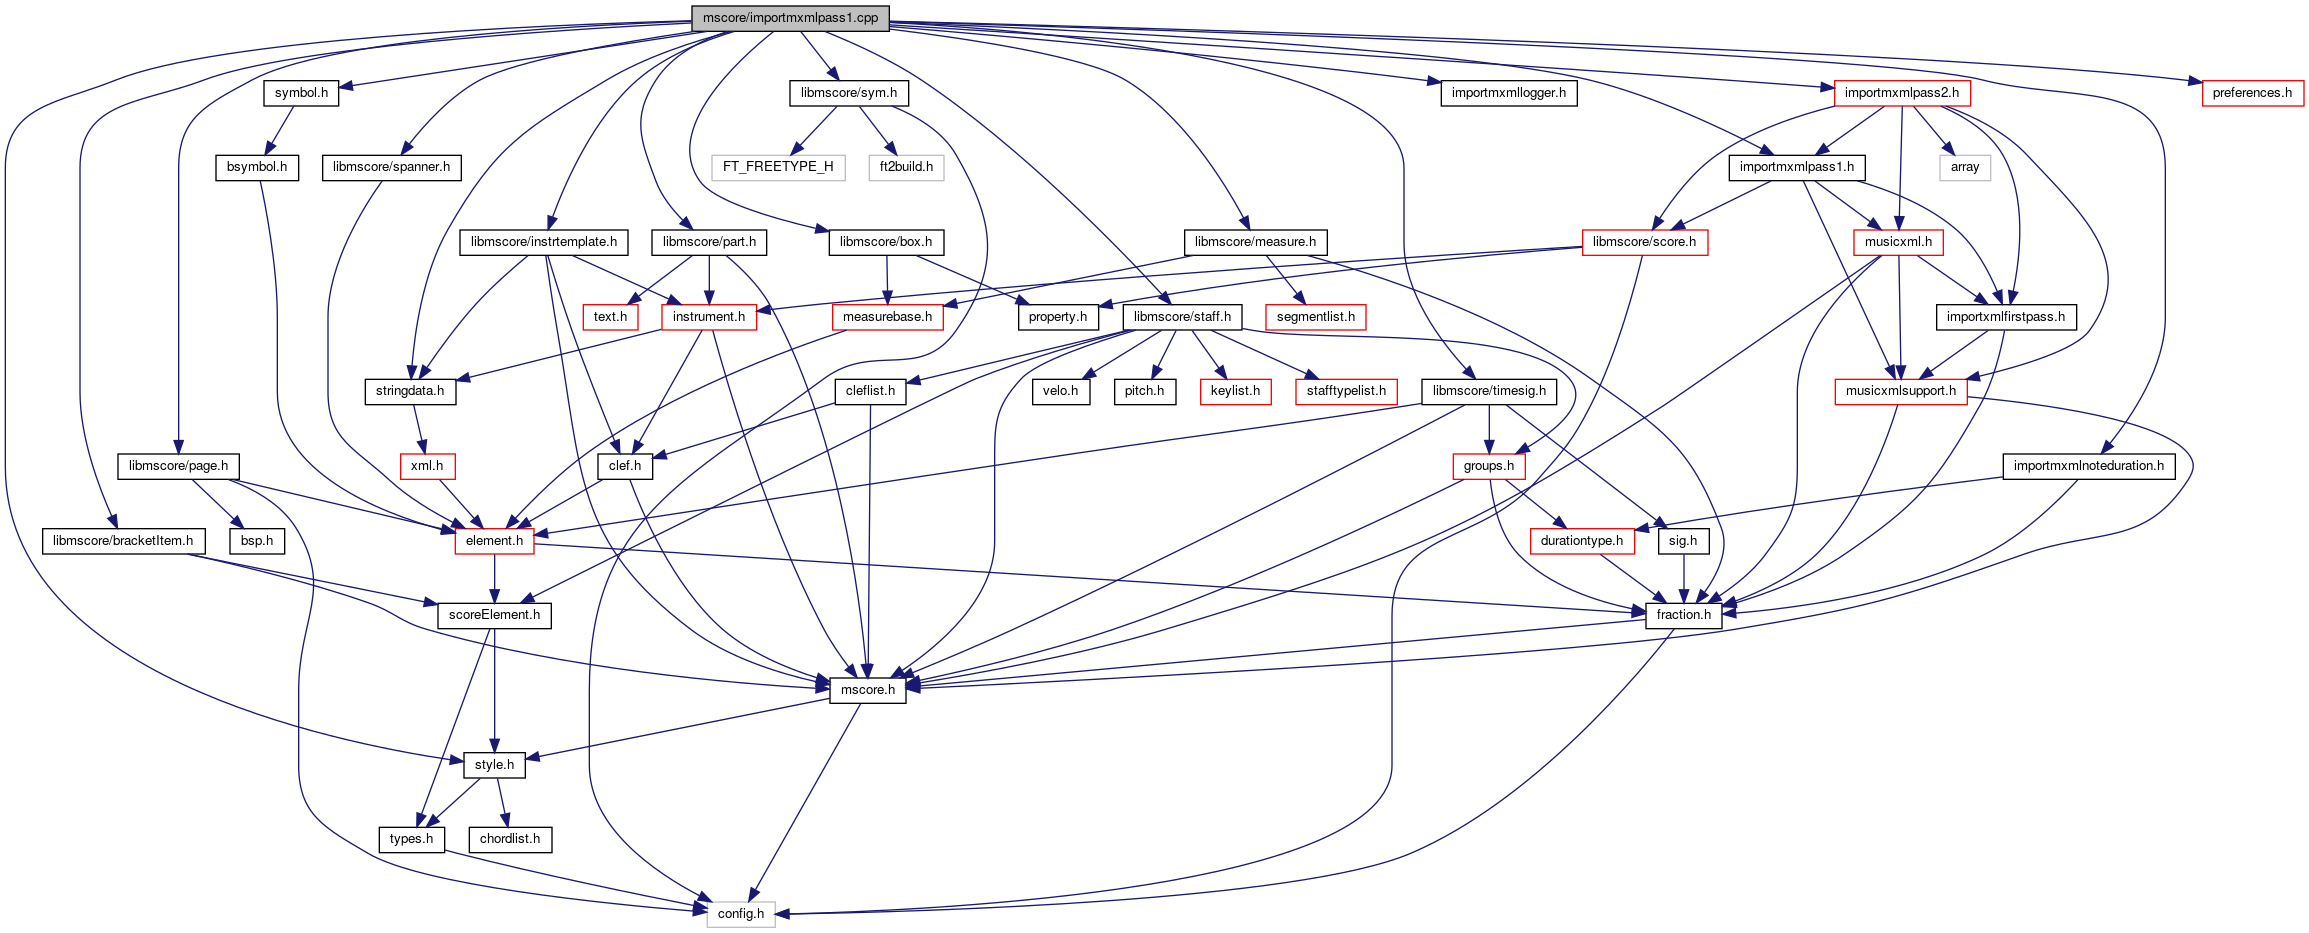 mscore/importmxmlpass1.cpp
symbol.h
libmscore/sym.h
importmxmllogger.h
importmxmlpass2.h
preferences.h
bsymbol.h
libmscore/spanner.h
FT_FREETYPE_H
ft2build.h
importmxmlpass1.h
array
libmscore/instrtemplate.h
libmscore/part.h
libmscore/box.h
libmscore/measure.h
libmscore/score.h
musicxml.h
text.h
instrument.h
measurebase.h
property.h
libmscore/staff.h
segmentlist.h
importxmlfirstpass.h
stringdata.h
cleflist.h
velo.h
pitch.h
keylist.h
stafftypelist.h
libmscore/timesig.h
musicxmlsupport.h
libmscore/page.h
xml.h
clef.h
groups.h
importmxmlnoteduration.h
libmscore/bracketItem.h
bsp.h
element.h
durationtype.h
sig.h
scoreElement.h
fraction.h
mscore.h
style.h
types.h
chordlist.h
config.h